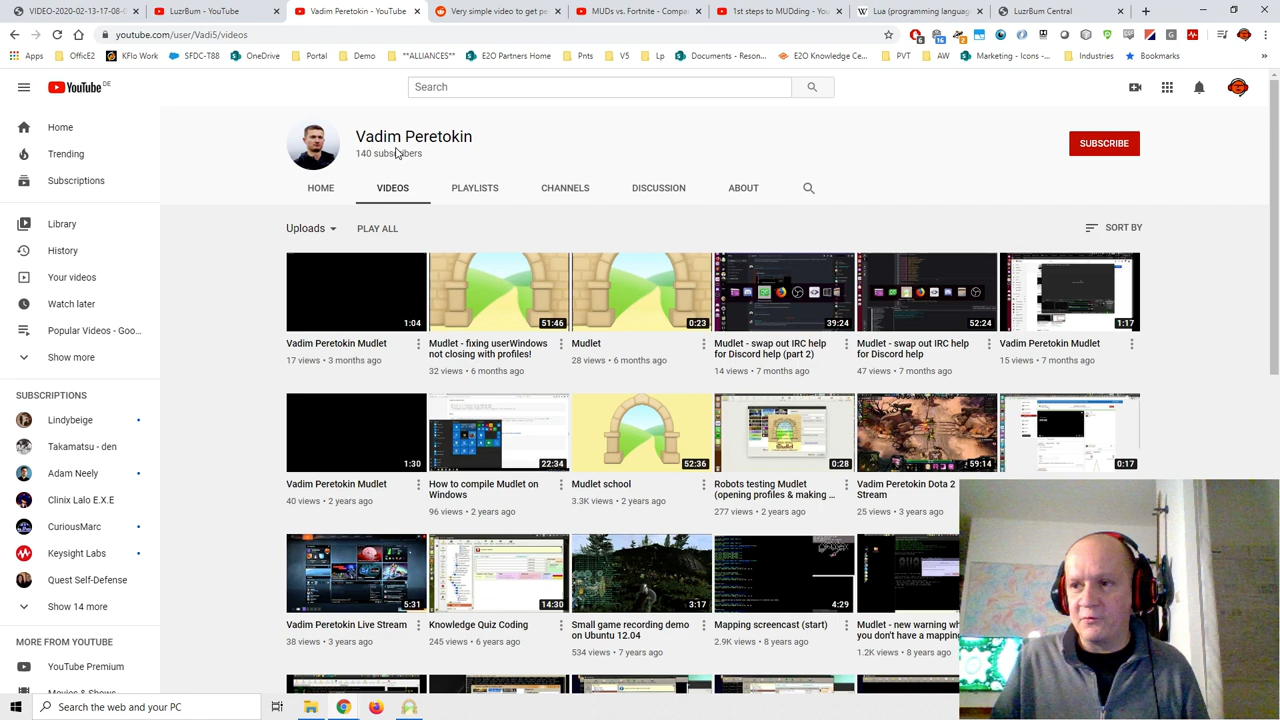 VIDEO-2020-02-13-17-08-0
LuzrBum - YouTube
Vadim Peretokin - YouTube
Very simple video to get pe
MUDs vs. Fortnite - Compa
1st steps to MUDding - You
Lua (programming languag
LuzrBum Central
youtube.com/user/Vadi5/videos
Apps
OfficE2
KFlo Work
SFDC-T88
OneDrive
Portal
Demo
**ALLIANCES**
E2O Partners Home
Pnts
V5
Lp
Documents - Reson...
E2O Knowledge Ce...
PVT
AW
Marketing - Icons -...
Industries
Bookmarks
YouTube DE
Search
Home
Trending
Subscriptions
Library
History
Your videos
Watch later
Popular Videos - Goo...
Show more
SUBSCRIPTIONS
Lindybeige
Takamatsu - den
Adam Neely
Clinix Lalo E.X.E
CuriousMarc
Keysight Labs
Quest Self-Defense
Show 14 more
MORE FROM YOUTUBE
YouTube Premium
Movies & Shows
Vadim Peretokin
140 subscribers
SUBSCRIBE
HOME
VIDEOS
PLAYLISTS
CHANNELS
DISCUSSION
ABOUT
Uploads
PLAY ALL
SORT BY
1:04
51:46
0:23
39:24
52:24
1:17
Vadim Peretokin Mudlet
17 views • 3 months ago
Mudlet - fixing userWindows
not closing with profiles!
32 views • 6 months ago
Mudlet
28 views • 6 months ago
Mudlet - swap out IRC help
for Discord help (part 2)
14 views • 7 months ago
Mudlet - swap out IRC help
for Discord help
47 views • 7 months ago
Vadim Peretokin Mudlet
15 views • 7 months ago
1:30
22:34
52:36
0:28
59:14
0:17
Vadim Peretokin Mudlet
40 views • 2 years ago
How to compile Mudlet on
Windows
96 views • 2 years ago
Mudlet school
3.3K views • 2 years ago
Robots testing Mudlet
(opening profiles & making ...
277 views • 2 years ago
Vadim Peretokin Dota 2
Stream
25 views • 3 years ago
5:31
14:30
3:17
4:29
Vadim Peretokin Live Stream
38 views • 3 years ago
Knowledge Quiz Coding
245 views • 6 years ago
Small game recording demo
on Ubuntu 12.04
534 views • 7 years ago
Mapping screencast (start)
2.9K views • 8 years ago
Mudlet - new warning wh
you don't have a mapping
1.2K views • 8 years ago
Search the web and your PC